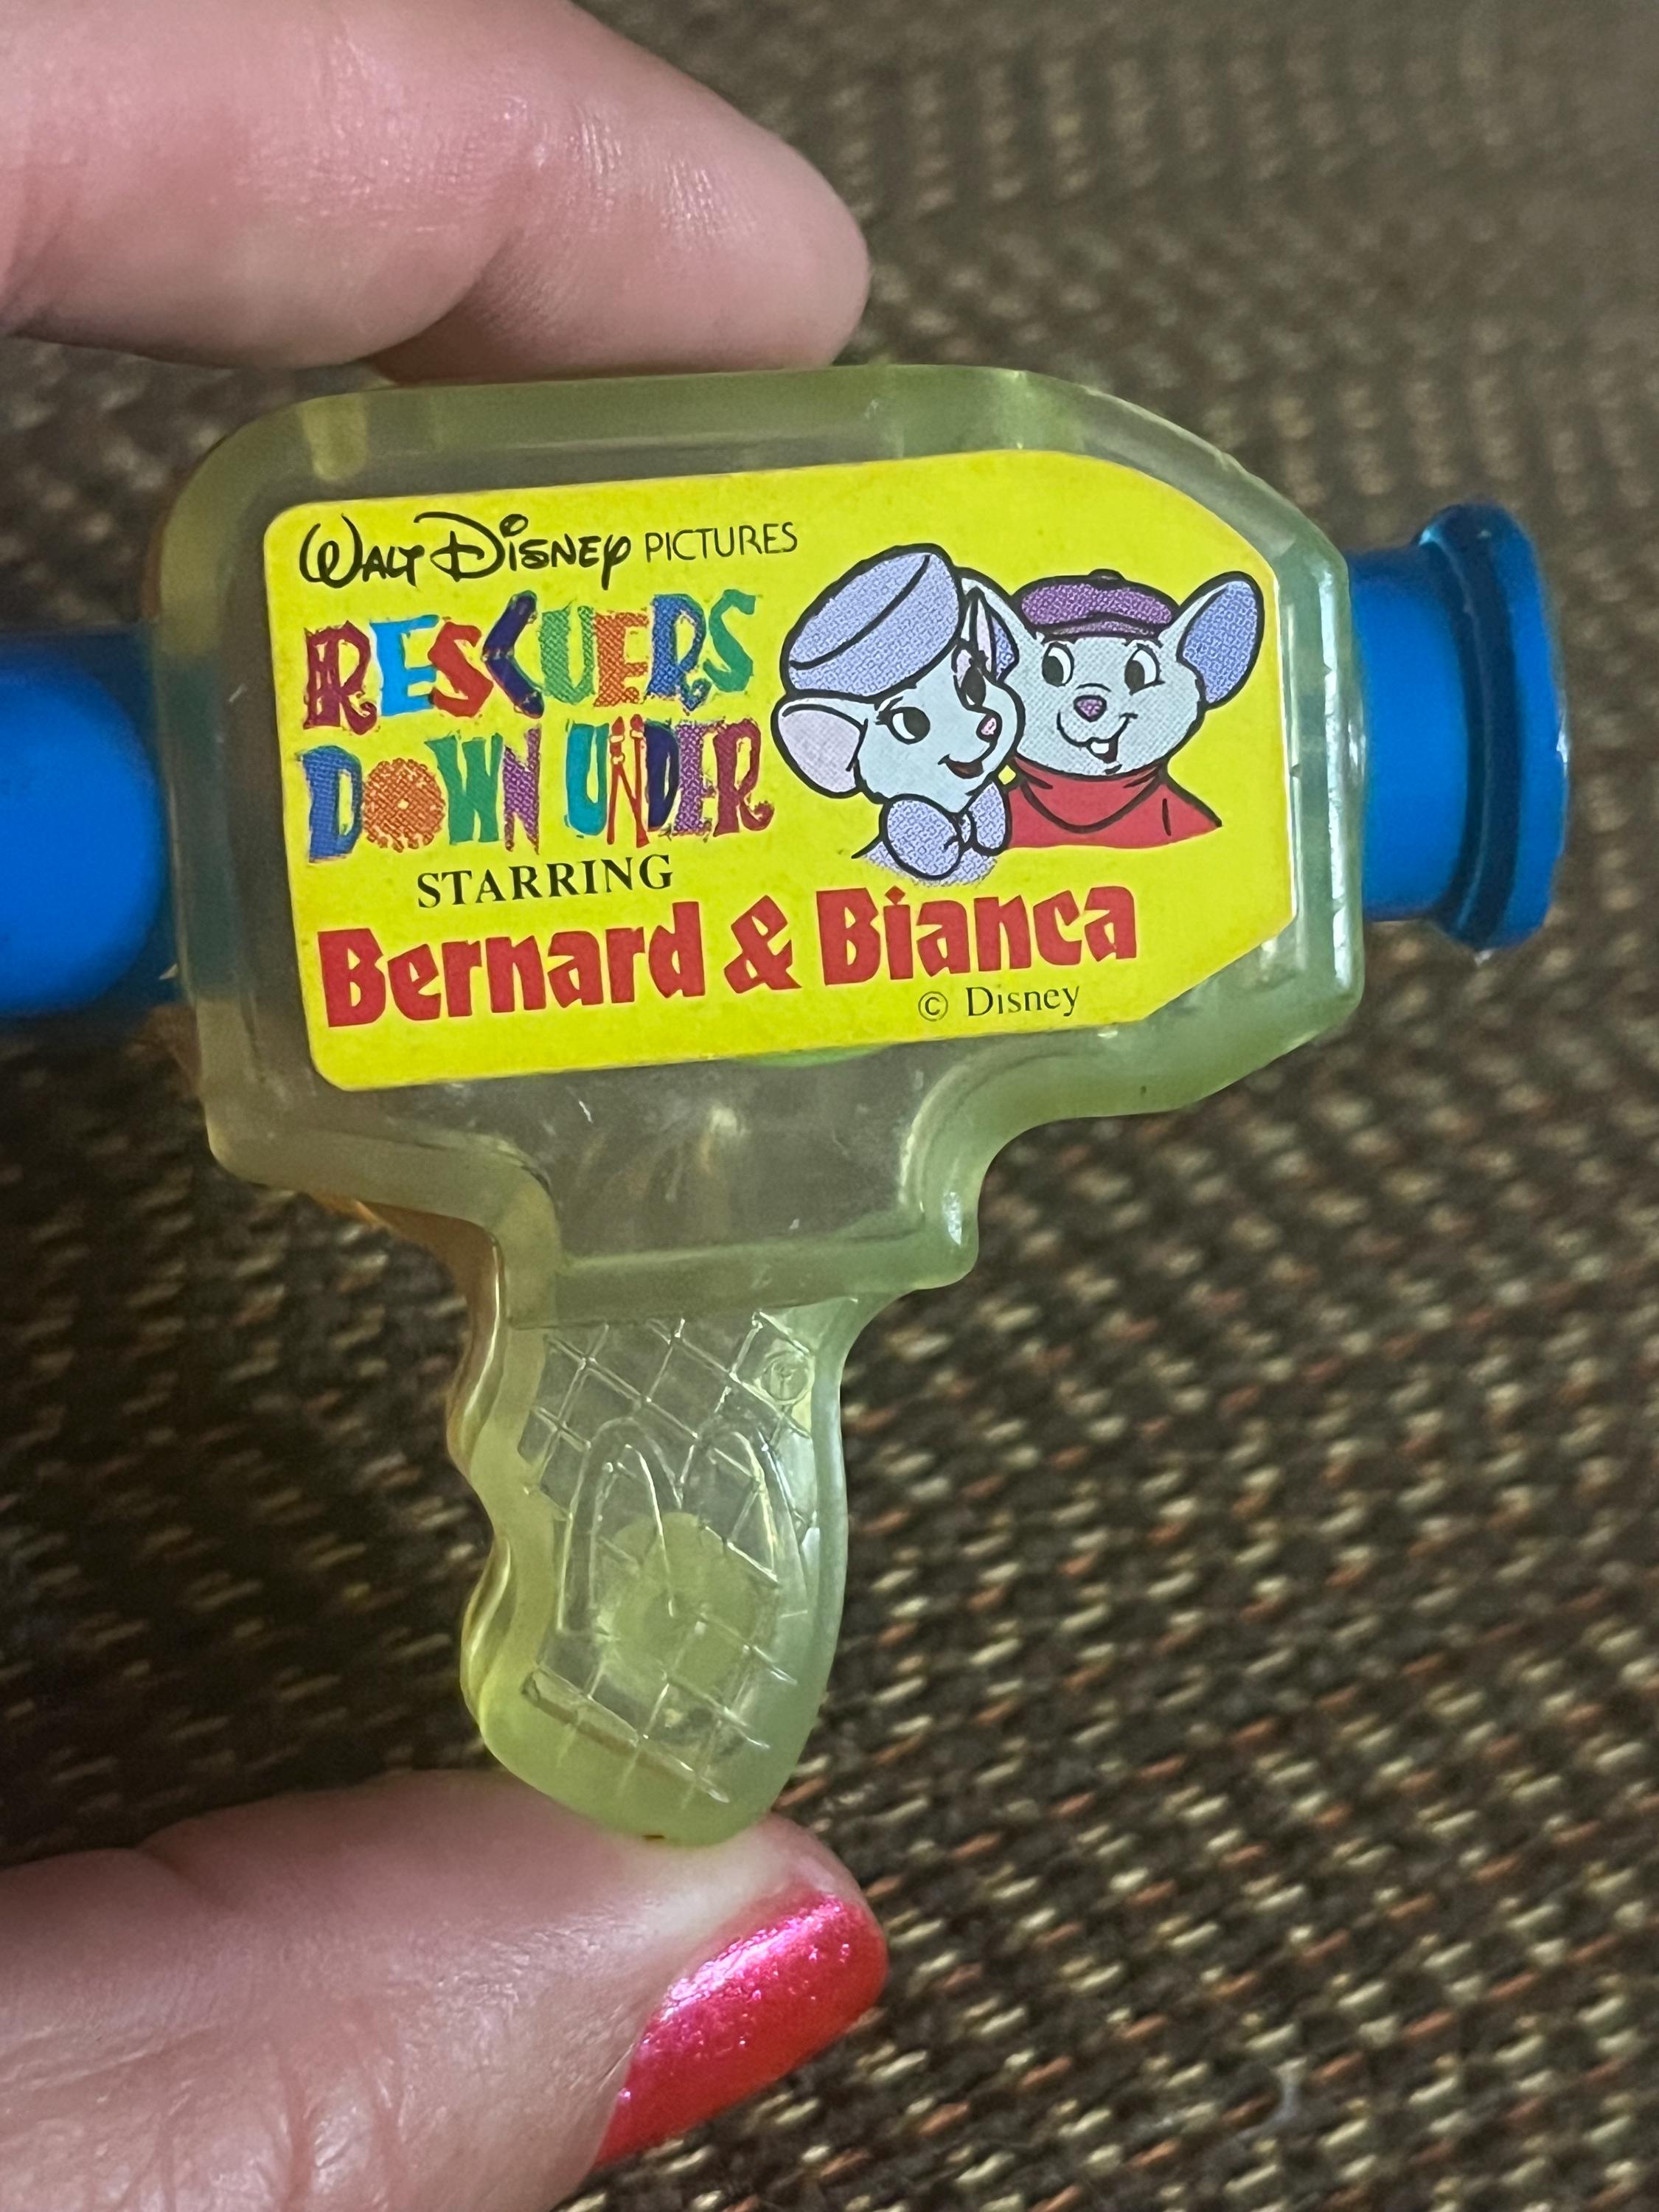 WALT DISNEY PICTURES
RESCUERS
DOWN UNDER
STARRING
Bernard & Bianca
© Disney